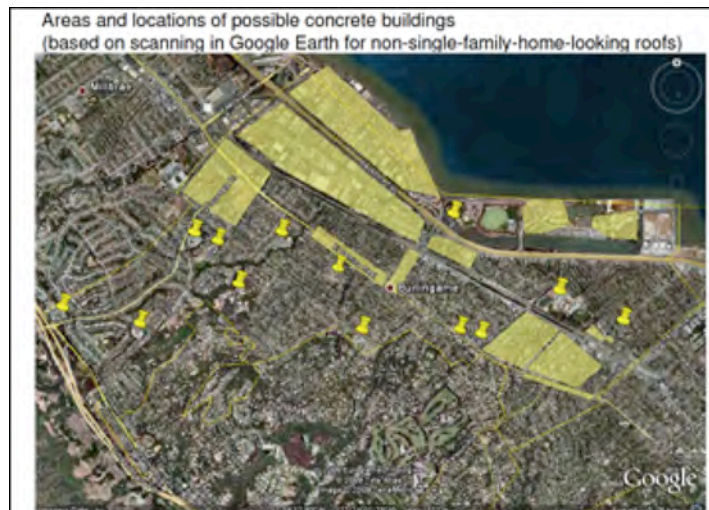 Areas and locations of possible concrete buildings
(based on scanning in Google Earth for non-single-family-home-looking roofs)
Millbrae
Burlingame
Google